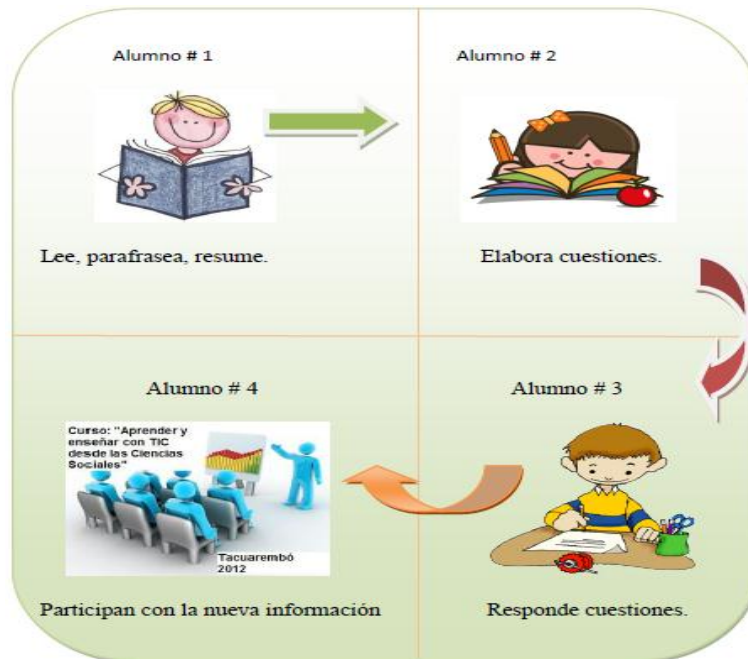 Alumno # 1
Alumno # 2
Lee, parafrasea, resume.
Elabora cuestiones.
Alumno # 4
Alumno # 3
Curso: "Aprender y
enseñar con TIC
desde las Ciencias
Sociales"
Tacuarembó
2012
Participan con la nueva información
Responde cuestiones.